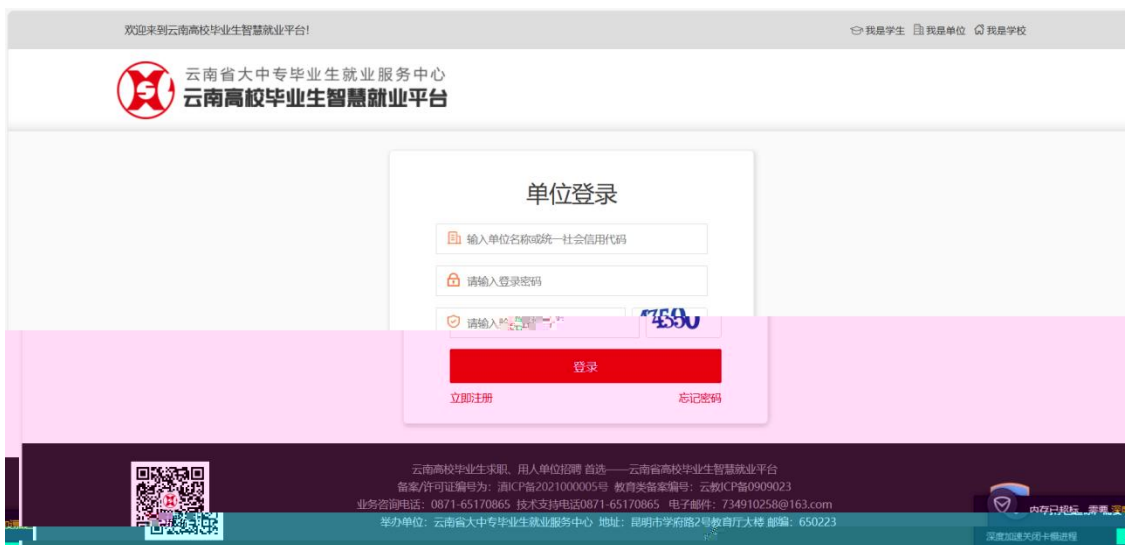 欢迎来到云南高校毕业生智慧就业平台!
我是学生 我是单位 我是学校
云南省大中专毕业生就业服务中心
云南高校毕业生智慧就业平台
单位登录
输入单位名称或统一社会信用代码
请输入登录密码
请输入
登录
立即注册 忘记密码
云南高校毕业生求职、用人单位招聘 首选——云南省高校毕业生智慧就业平台
备案/许可证编号为：滇ICP备2021000005号 教育类备案编号：云教ICP备0909023
业务咨询电话：0871-65170865 技术支持电话0871-65170865 电子邮件：734910258@163.com
举办单位：云南省大中专毕业生就业服务中心 地址：昆明市学府路2号教育厅大楼 邮编：650223
内存已超标, 需要
深度加速关闭卡慢进程